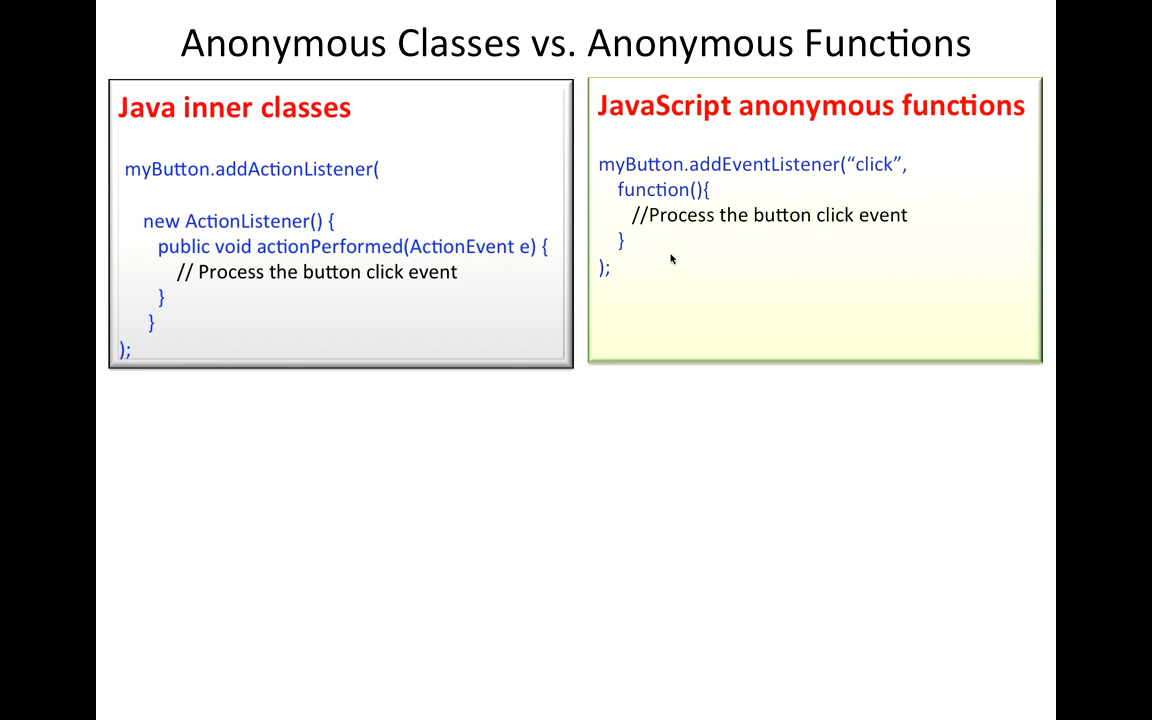 Anonymous Classes vs. Anonymous Functions
Java inner classes
myButton.addActionListener(
new ActionListener() {
public void actionPerformed(ActionEvent e) {
// Process the button click event
}
}
);
JavaScript anonymous functions
myButton.addEventListener(“click”,
function(){
//Process the button click event
}
);